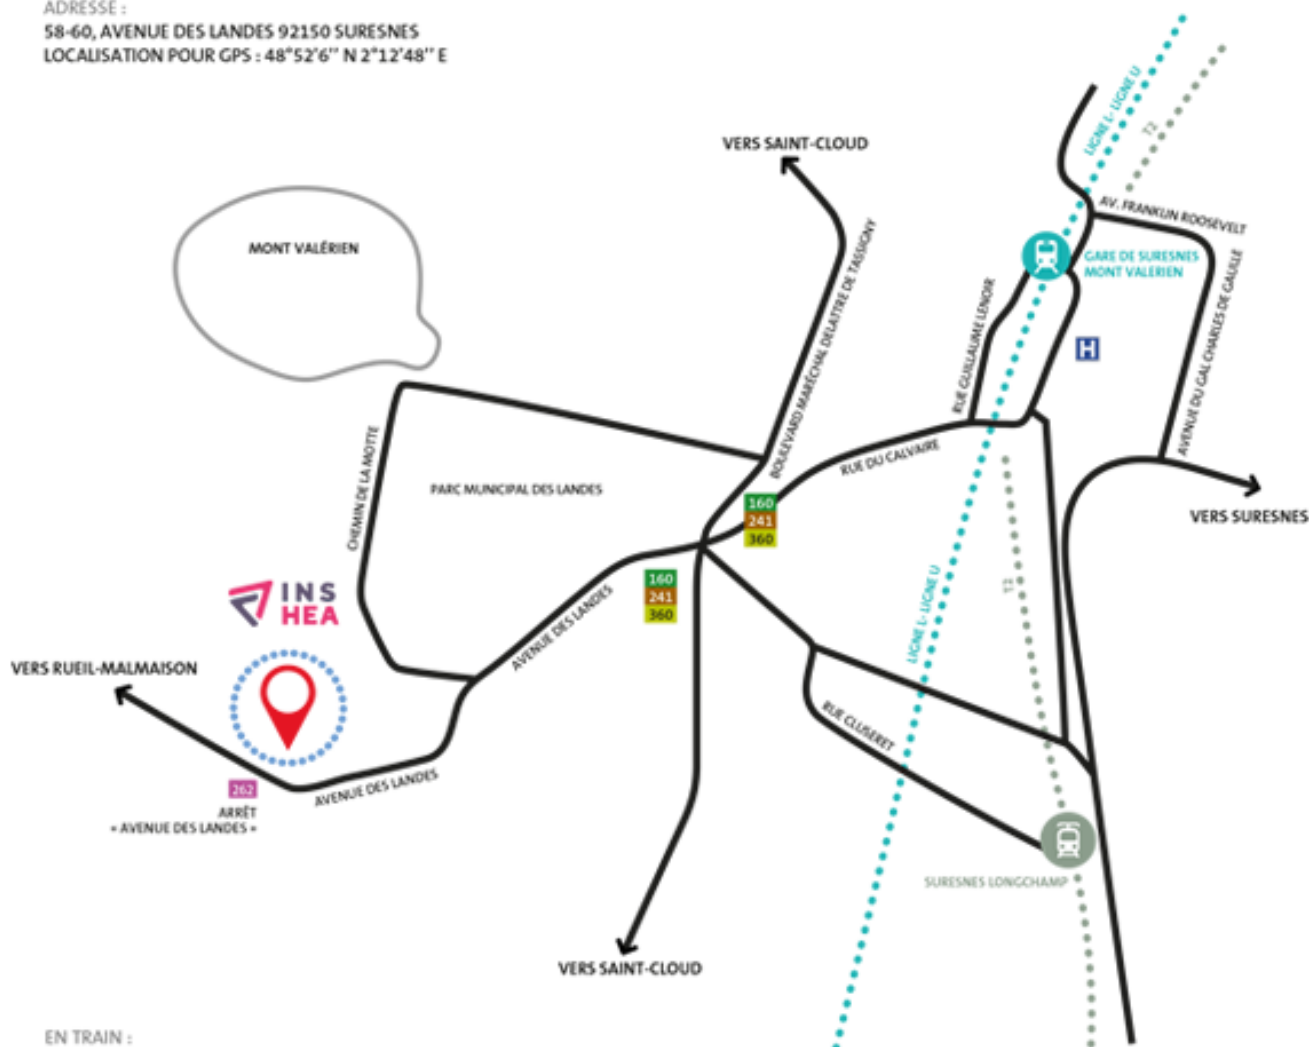 ADRESSE :
58-60, AVENUE DES LANDES 92150 SURESNES
LOCALISATION POUR GPS : 48°52'6'' N 2°12'48'' E
LIGNE L - LIGNE U
T2
VERS SAINT-CLOUD
AV. FRANKLIN ROOSEVELT
MONT VALÉRIEN
BOULEVARD MARÉCHAL DELATTRE DE TASSIGNY
GARE DE SURESNES
MONT VALERIEN
RUE GUILLAUME LENOIR
AVENUE DU GAL CHARLES DE GAULLE
H
CHEMIN DE LA MOTTE
PARC MUNICIPAL DES LANDES
RUE DU CALVAIRE
160
241
360
VERS SURESNES
160
241
360
INS
HEA
AVENUE DES LANDES
LIGNE L - LIGNE U
T2
VERS RUEIL-MALMAISON
RUE CLUSERET
262
ARRÊT
« AVENUE DES LANDES »
AVENUE DES LANDES
SURESNES LONGCHAMP
VERS SAINT-CLOUD
EN TRAIN :